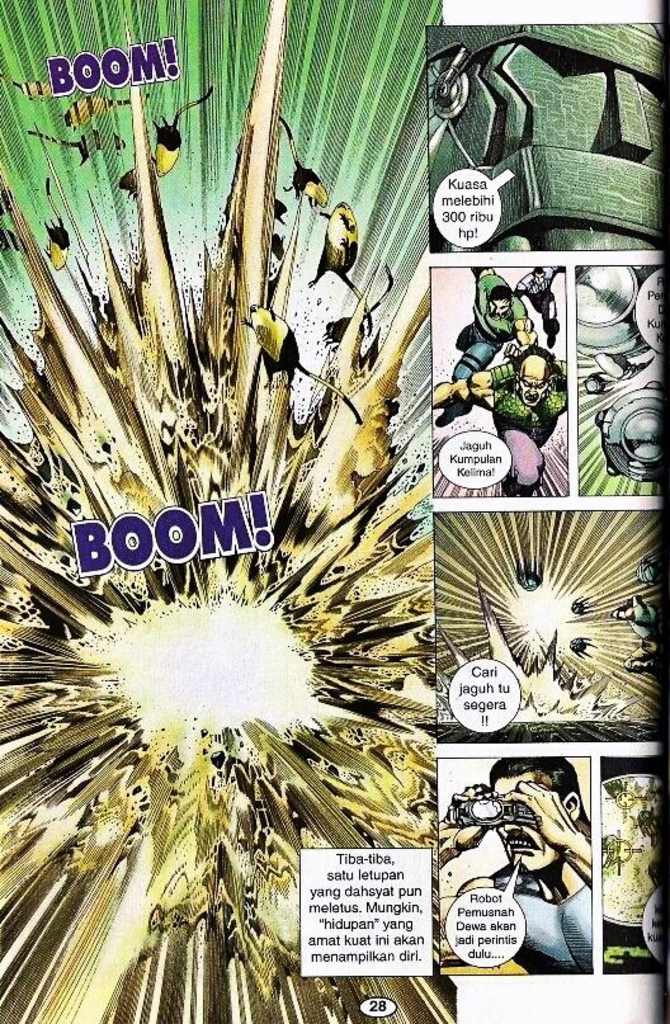 BOOM!
BOOM!
Tiba-tiba,
satu letupan
yang dahsyat pun
meletus. Mungkin,
"hidupan" yang
amat kuat ini akan
menampilkan diri.
Kuasa
melebihi
300 ribu
hp!
Jaguh
Kumpulan
Kelima!
Cari
jaguh tu
segera
!!
Robot
Pemusnah
Dewa akan
jadi perintis
dulu....
28